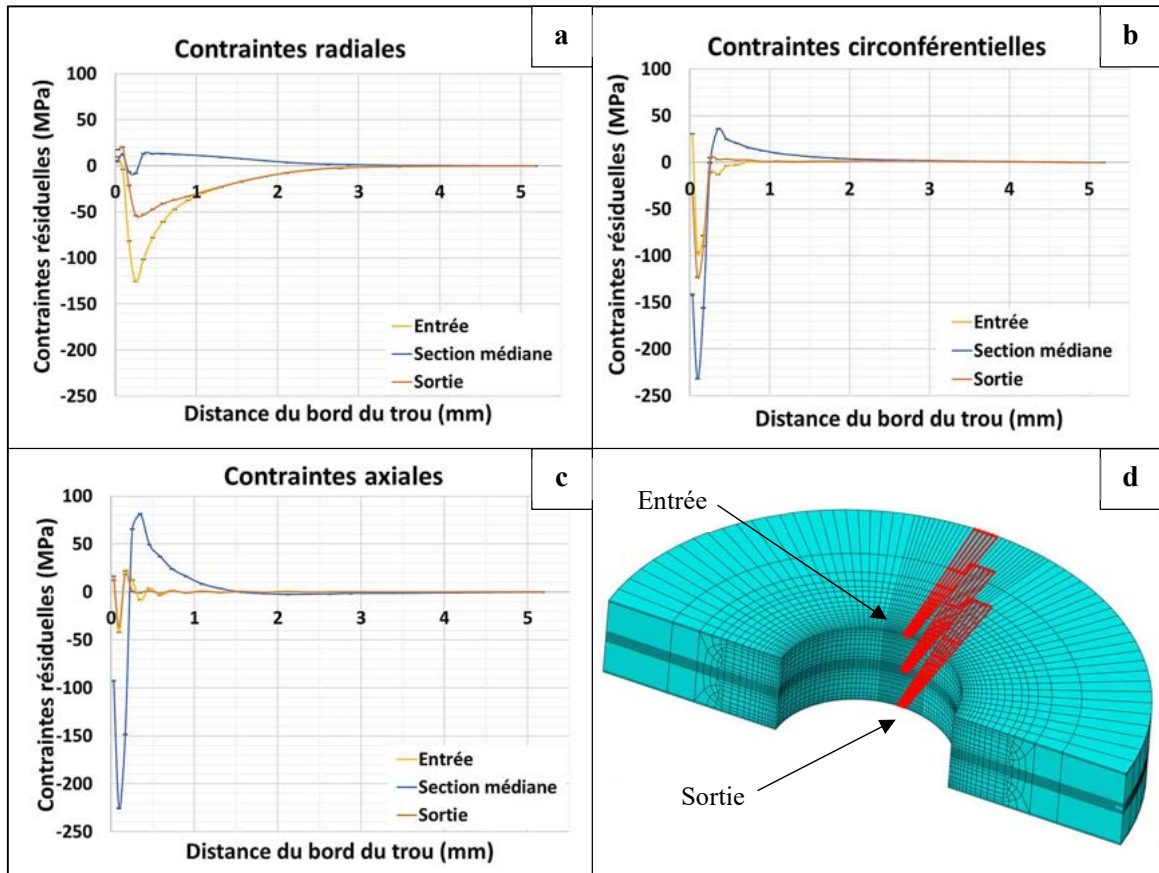 a
Contraintes radiales
100
50
0
-50
-100
-150
-200
-250
0 1 2 3 4 5
Contraintes résiduelles (MPa)
Entrée
Section médiane
Sortie
Distance du bord du trou (mm)
b
Contraintes circonférentielles
100
50
0
-50
-100
-150
-200
-250
0 1 2 3 4 5
Contraintes résiduelles (MPa)
Entrée
Section médiane
Sortie
Distance du bord du trou (mm)
c
Contraintes axiales
100
50
0
-50
-100
-150
-200
-250
0 1 2 3 4 5
Contraintes résiduelles (MPa)
Entrée
Section médiane
Sortie
Distance du bord du trou (mm)
d
Entrée
Sortie